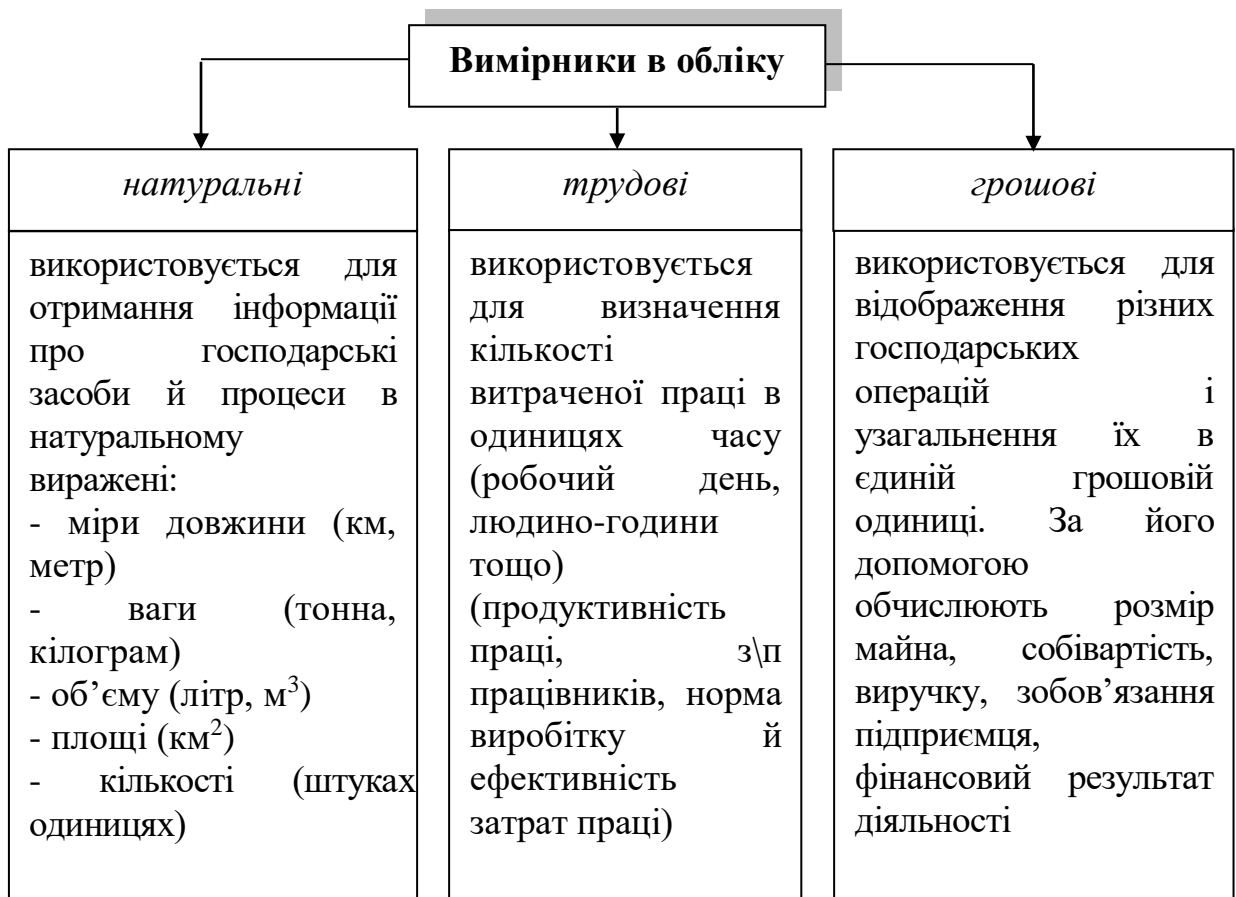 Вимірники в обліку
натуральні
використовується для
отримання інформації
про господарські
засоби й процеси в
натуральному
виражені:
- міри довжини (км,
метр)
- ваги (тонна,
кілограм)
- об’єму (літр, м³)
- площі (км²)
- кількості (штуках
одиницях)
трудові
використовується
для визначення
кількості
витраченої праці в
одиницях часу
(робочий день,
людино-години
тощо)
(продуктивність
праці, з\п
працівників, норма
виробітку й
ефективність
затрат праці)
грошові
використовується для
відображення різних
господарських
операцій і
узагальнення їх в
єдиній грошовій
одиниці. За його
допомогою
обчислюють розмір
майна, собівартість,
виручку, зобов’язання
підприємця,
фінансовий результат
діяльності